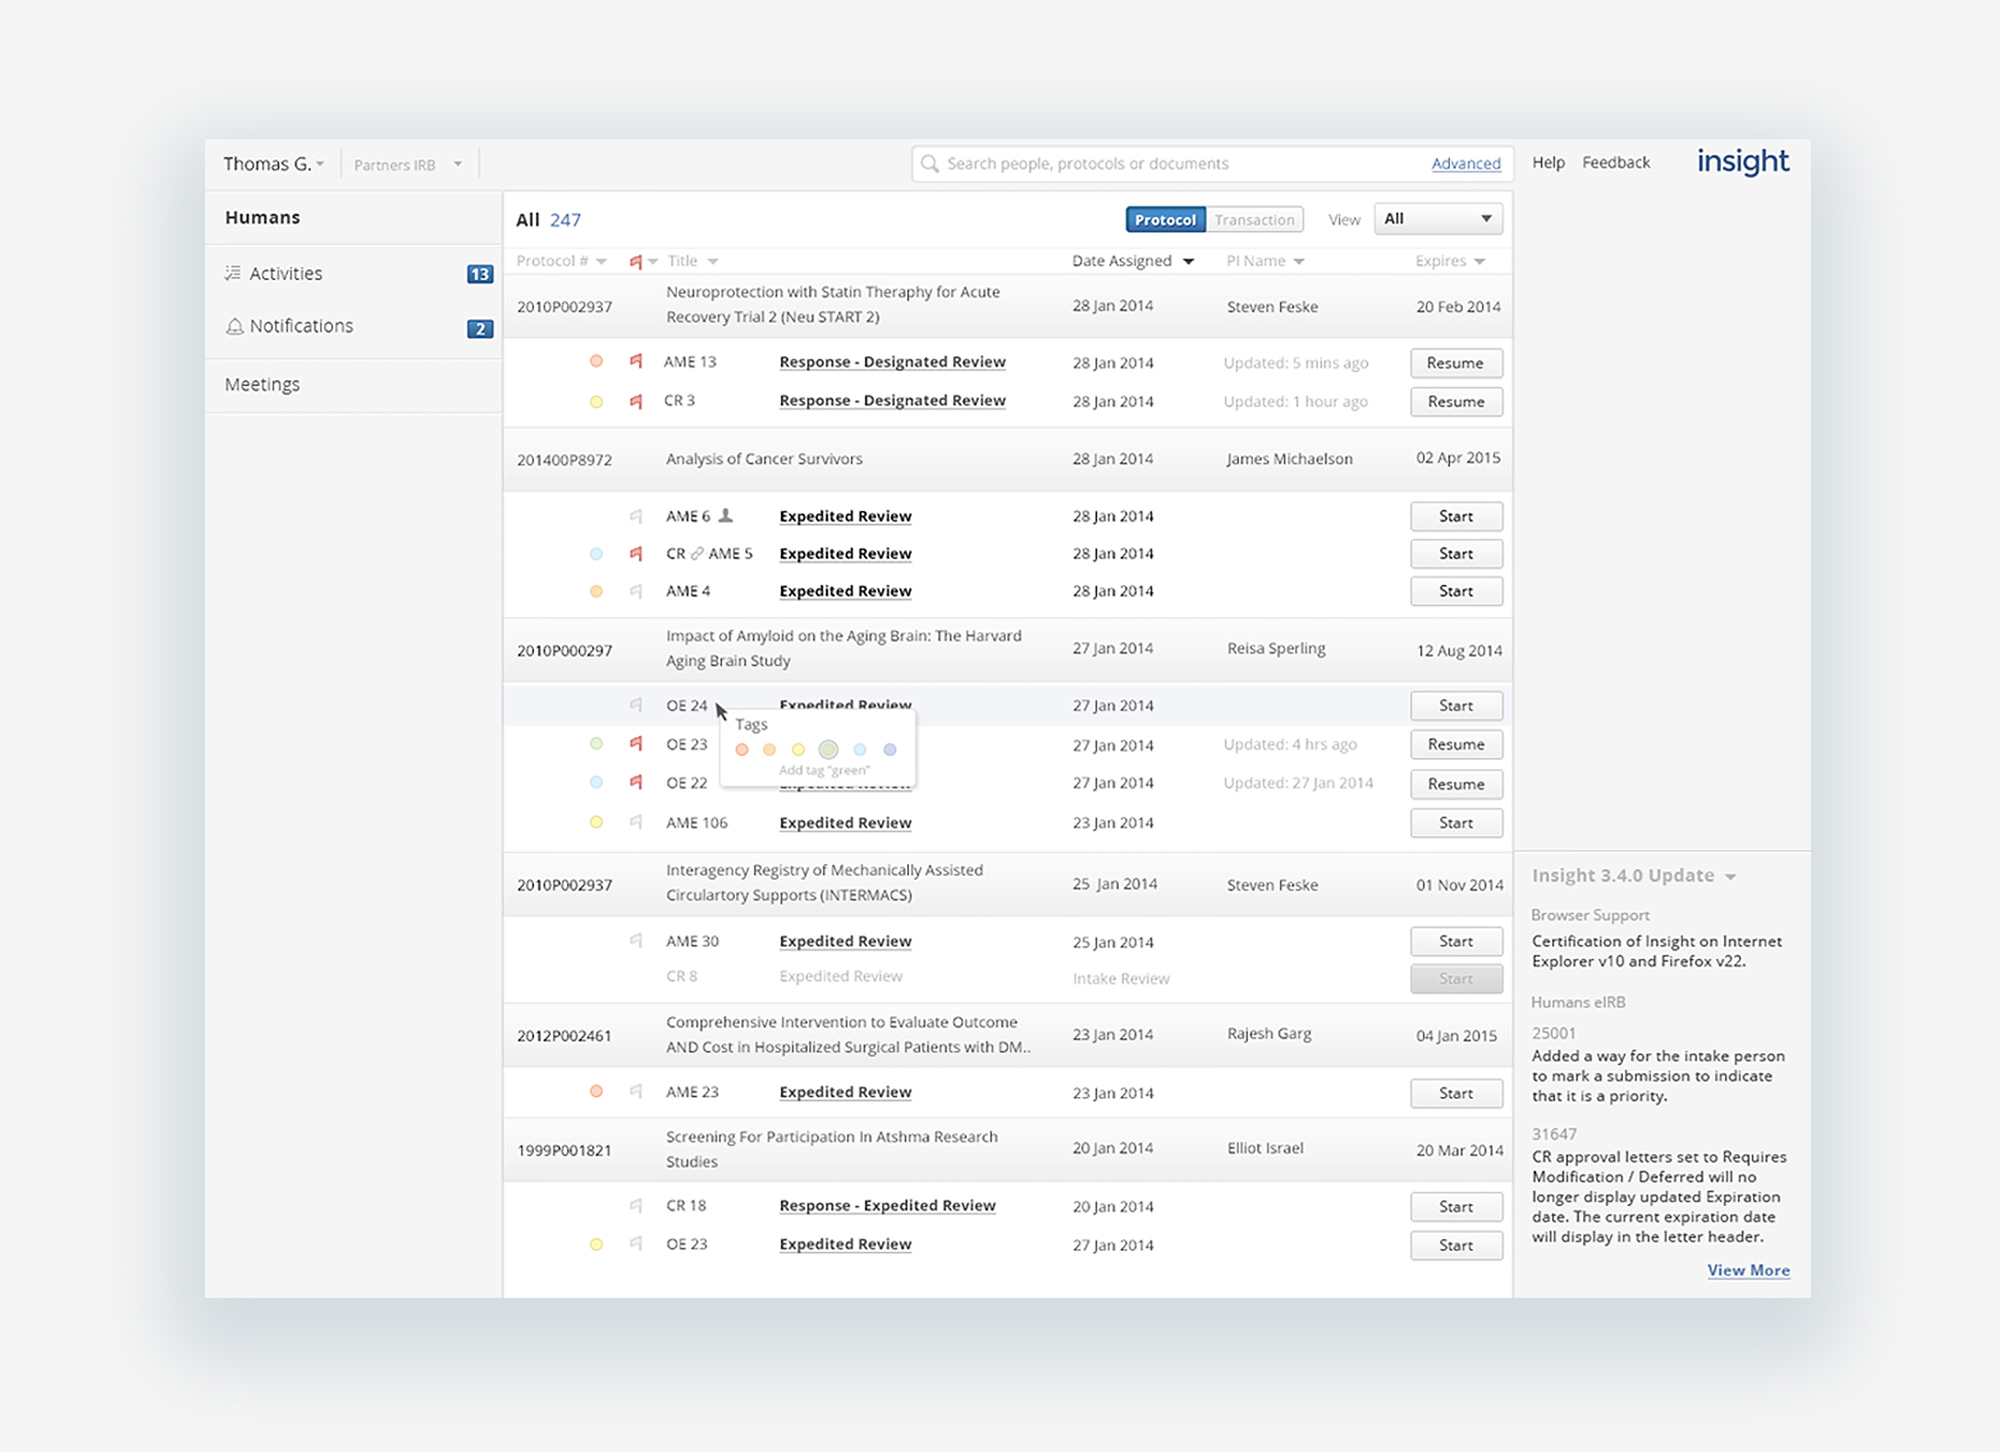 Thomas G. Partners IRB Search people, protocols or documents Advanced Help Feedback insight
Humans
Activities 13
Notifications 2
Meetings
All 247 Protocol Transaction View All
Protocol # Title Date Assigned PI Name Expires
2010P002937 Neuroprotection with Statin Theraphy for Acute 28 Jan 2014 Steven Feske 20 Feb 2014
Recovery Trial 2 (Neu START 2)
AME 13 Response - Designated Review 28 Jan 2014 Updated: 5 mins ago Resume
CR 3 Response - Designated Review 28 Jan 2014 Updated: 1 hour ago Resume
201400P8972 Analysis of Cancer Survivors 28 Jan 2014 James Michaelson 02 Apr 2015
AME 6 Expedited Review 28 Jan 2014 Start
CR AME 5 Expedited Review 28 Jan 2014 Start
AME 4 Expedited Review 28 Jan 2014 Start
2010P000297 Impact of Amyloid on the Aging Brain: The Harvard 27 Jan 2014 Reisa Sperling 12 Aug 2014
Aging Brain Study
OE 24 Expedited Review 27 Jan 2014 Start
Tags
OE 23 27 Jan 2014 Updated: 4 hrs ago Resume
Add tag "green"
OE 22 27 Jan 2014 Updated: 27 Jan 2014 Resume
AME 106 Expedited Review 23 Jan 2014 Start
2010P002937 Interagency Registry of Mechanically Assisted 25 Jan 2014 Steven Feske 01 Nov 2014
Circulartory Supports (INTERMACS)
AME 30 Expedited Review 25 Jan 2014 Start
CR 8 Expedited Review Intake Review Start
2012P002461 Comprehensive Intervention to Evaluate Outcome 23 Jan 2014 Rajesh Garg 04 Jan 2015
AND Cost in Hospitalized Surgical Patients with DM..
AME 23 Expedited Review 23 Jan 2014 Start
1999P001821 Screening For Participation In Atshma Research 20 Jan 2014 Elliot Israel 20 Mar 2014
Studies
CR 18 Response - Expedited Review 20 Jan 2014 Start
OE 23 Expedited Review 27 Jan 2014 Start
Insight 3.4.0 Update
Browser Support
Certification of Insight on Internet
Explorer v10 and Firefox v22.
Humans eIRB
25001
Added a way for the intake person
to mark a submission to indicate
that it is a priority.
31647
CR approval letters set to Requires
Modification / Deferred will no
longer display updated Expiration
date. The current expiration date
will display in the letter header.
View More